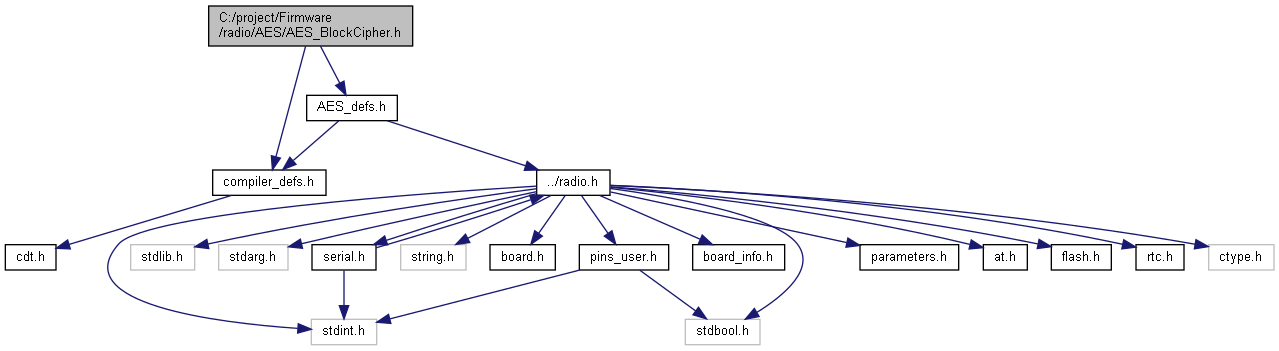 C:/project/Firmware
/radio/AES/AES_BlockCipher.h
AES_defs.h
compiler_defs.h
../radio.h
cdt.h
stdlib.h
stdarg.h
serial.h
string.h
board.h
pins_user.h
board_info.h
parameters.h
at.h
flash.h
rtc.h
ctype.h
stdint.h
stdbool.h